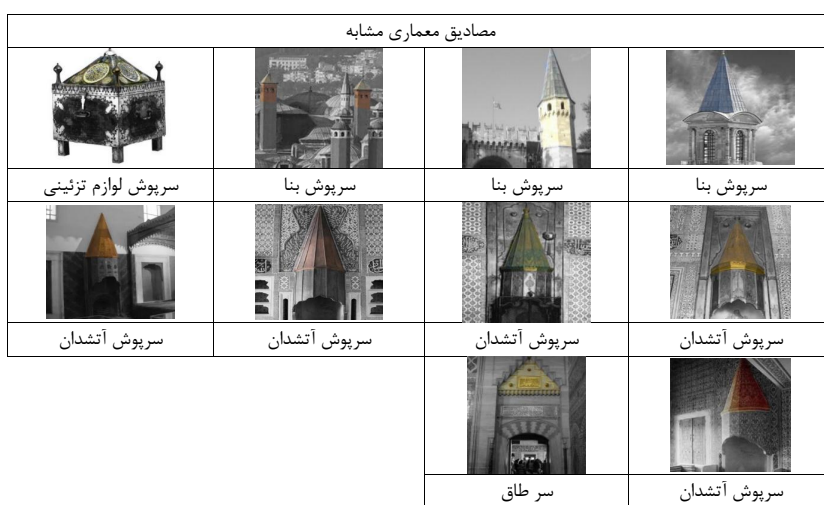 مصادیق معماری مشابه
سرپوش بنا
سرپوش بنا
سرپوش بنا
سرپوش لوازم تزئینی
سرپوش آتشدان
سرپوش آتشدان
سرپوش آتشدان
سرپوش آتشدان
سرپوش آتشدان
سر طاق